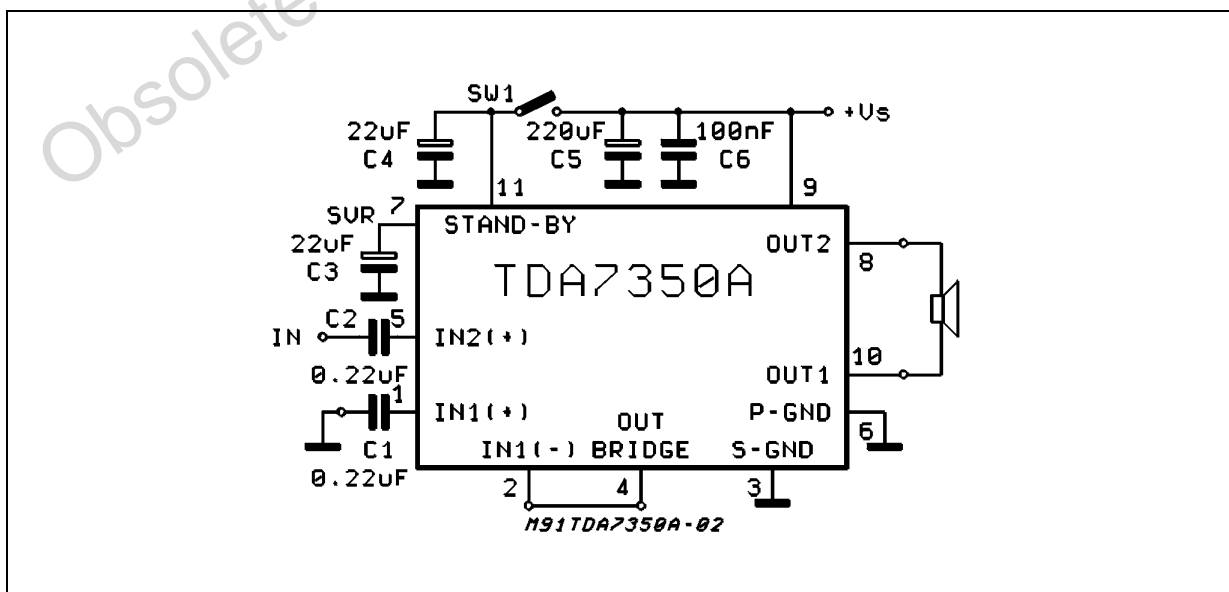 Obsolete
SW1
+Vs
22uF
C4
220uF
C5
100nF
C6
11
9
SVR
7
STAND-BY
22uF
C3
OUT2
8
TDA7350A
IN
C2
5
IN2(+)
0.22uF
10
OUT1
1
IN1(+)
C1
0.22uF
P-GND
6
OUT
IN1(-)
BRIDGE
S-GND
2
4
3
M91TDA7350A-02